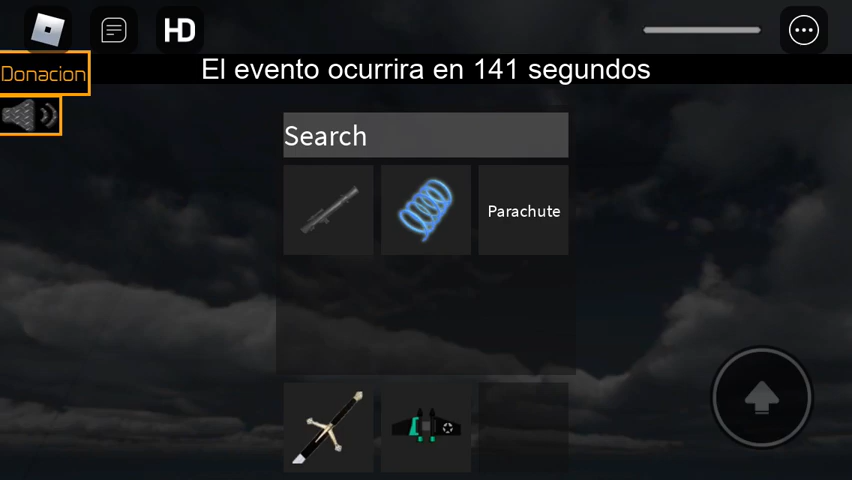 HD
El evento ocurrira en 141 segundos
Donacion
Search
Parachute